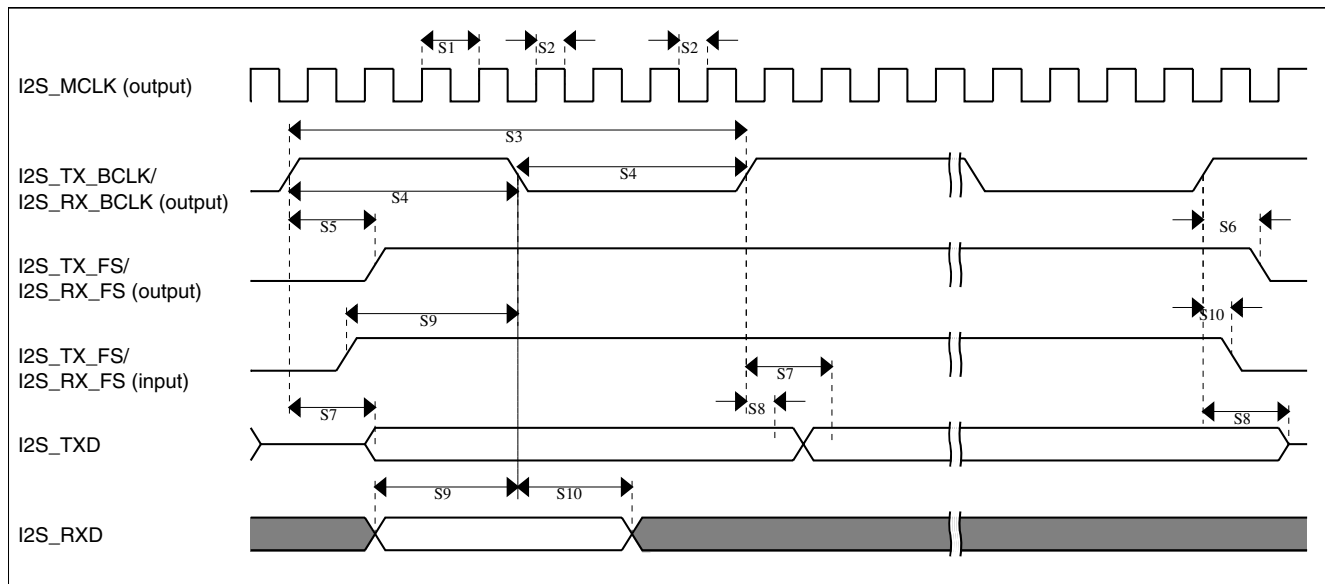 S1 S2 S2
I2S_MCLK (output)
S3
I2S_TX_BCLK/
I2S_RX_BCLK (output)
S4
S4
S5 S6
I2S_TX_FS/
I2S_RX_FS (output)
S9 S10
I2S_TX_FS/
I2S_RX_FS (input)
S7
S7 S8 S8
I2S_TXD
S9 S10
I2S_RXD